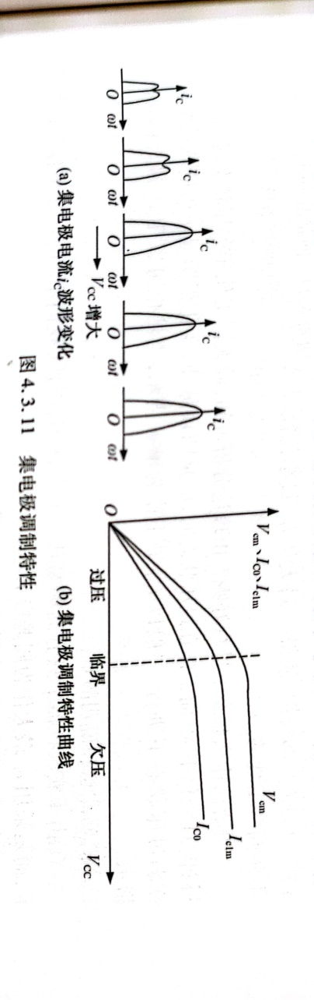 i_C i_C i_C i_C i_C
O ωt O ωt O ωt O ωt O ωt
V_CC 增大
(a) 集电极电流i_C波形变化
V_cm、I_C0、I_c1m
V_cm
I_c1m
I_C0
O 过压 临界 欠压 V_CC
(b) 集电极调制特性曲线
图 4.3.11 集电极调制特性